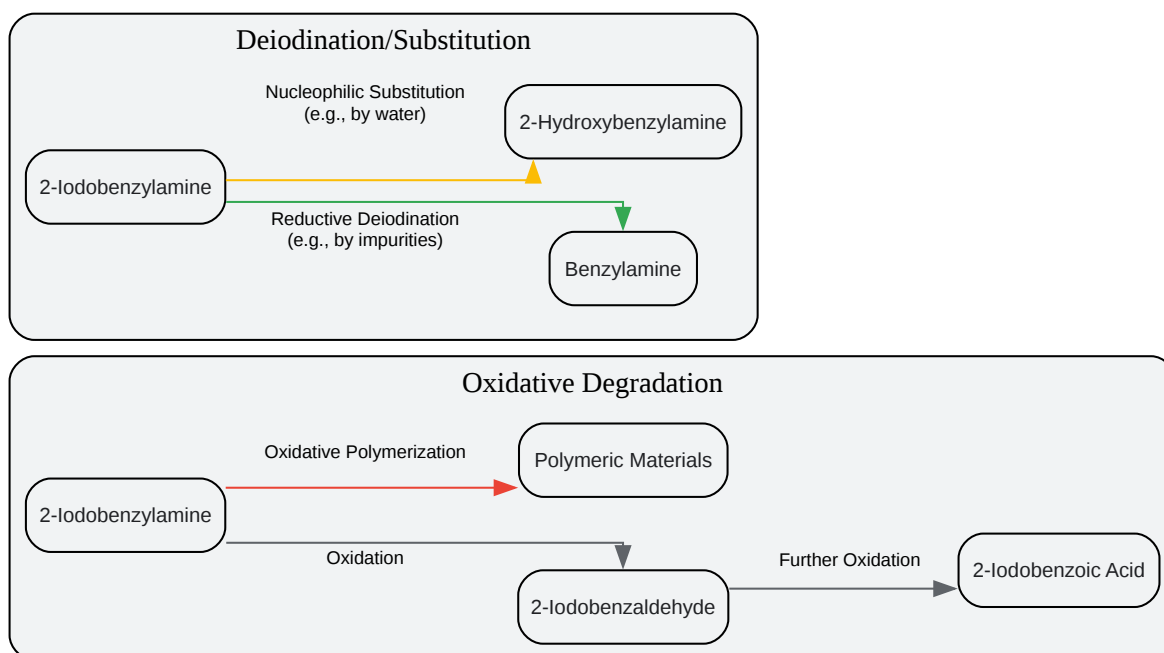 Deiodination/Substitution
Nucleophilic Substitution
(e.g., by water)
2-Hydroxybenzylamine
2-Iodobenzylamine
Reductive Deiodination
(e.g., by impurities)
Benzylamine
Oxidative Degradation
Oxidative Polymerization
Polymeric Materials
2-Iodobenzylamine
Oxidation
Further Oxidation
2-Iodobenzoic Acid
2-Iodobenzaldehyde